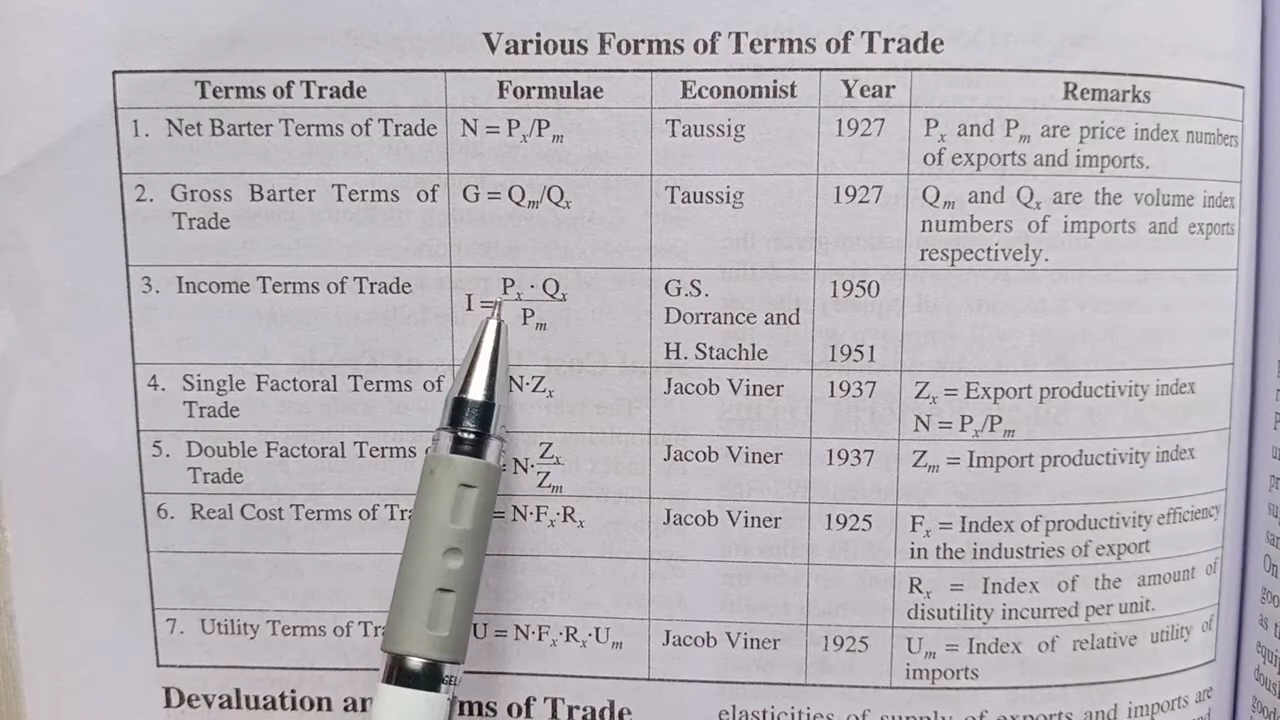 Various Forms of Terms of Trade
Terms of Trade Formulae Economist Year Remarks
1. Net Barter Terms of Trade N = Pₓ/Pₘ Taussig 1927 Pₓ and Pₘ are price index numbers
of exports and imports.
2. Gross Barter Terms of G = Qₘ/Qₓ Taussig 1927 Qₘ and Qₓ are the volume index
Trade numbers of imports and exports
respectively.
3. Income Terms of Trade I = Pₓ · Qₓ G.S. 1950
Pₘ Dorrance and
H. Stachle 1951
4. Single Factoral Terms of N·Zₓ Jacob Viner 1937 Zₓ = Export productivity index
Trade N = Pₓ/Pₘ
5. Double Factoral Terms N· Zₓ Jacob Viner 1937 Zₘ = Import productivity index
Trade Zₘ
6. Real Cost Terms of = N·Fₓ·Rₓ Jacob Viner 1925 Fₓ = Index of productivity efficiency
in the industries of export
Rₓ = Index of the amount of
disutility incurred per unit.
7. Utility Terms of U = N·Fₓ·Rₓ·Uₘ Jacob Viner 1925 Uₘ = Index of relative utility of
imports
Devaluation of Trade
elasticities of supply of exports and imports are
GEL